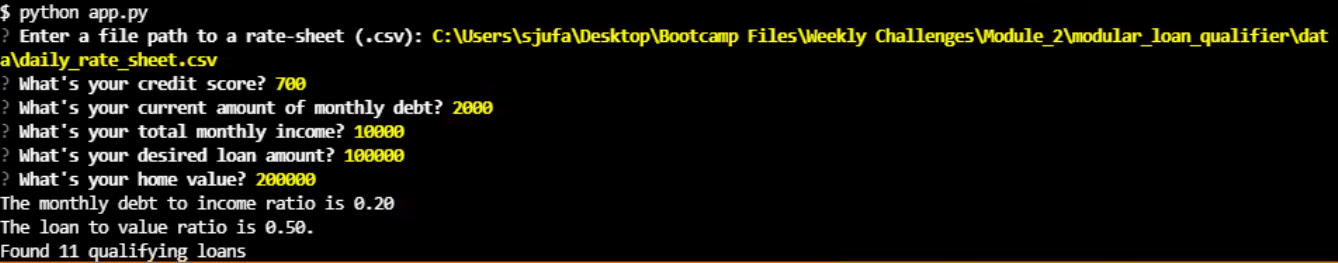 $ python app.py
? Enter a file path to a rate-sheet (.csv): C:\Users\sjufa\Desktop\Bootcamp Files\Weekly Challenges\Module_2\modular_loan_qualifier\dat
a\daily_rate_sheet.csv
? What's your credit score? 700
? What's your current amount of monthly debt? 2000
? What's your total monthly income? 10000
? What's your desired loan amount? 100000
? What's your home value? 200000
The monthly debt to income ratio is 0.20
The loan to value ratio is 0.50.
Found 11 qualifying loans